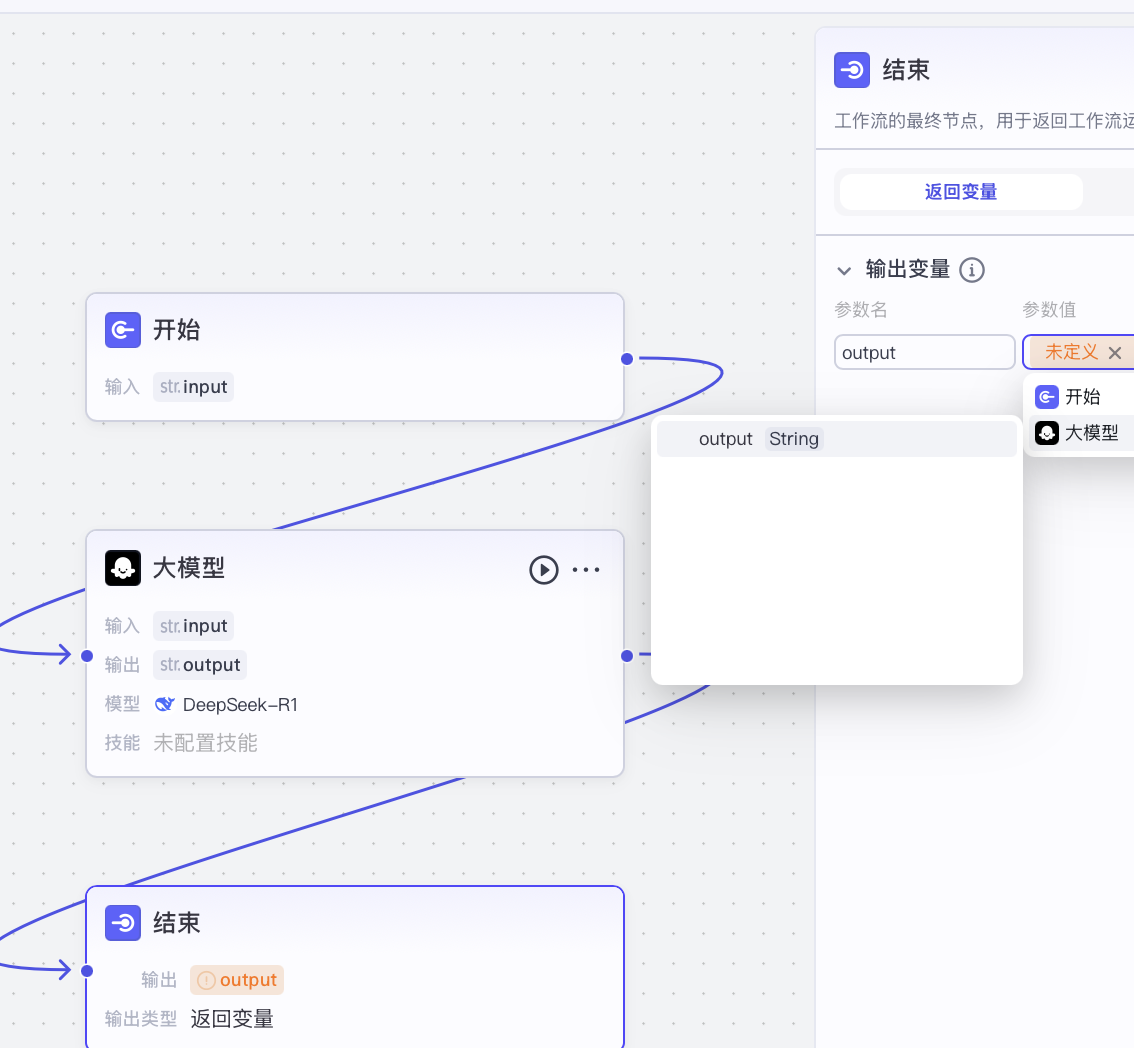 开始
输入 str.input
大模型
输入 str.input
输出 str.output
模型 DeepSeek-R1
技能 未配置技能
结束
输出 output
输出类型 返回变量
output String
结束
工作流的最终节点，用于返回工作流运
返回变量
输出变量
参数名 参数值
output 未定义
开始
大模型